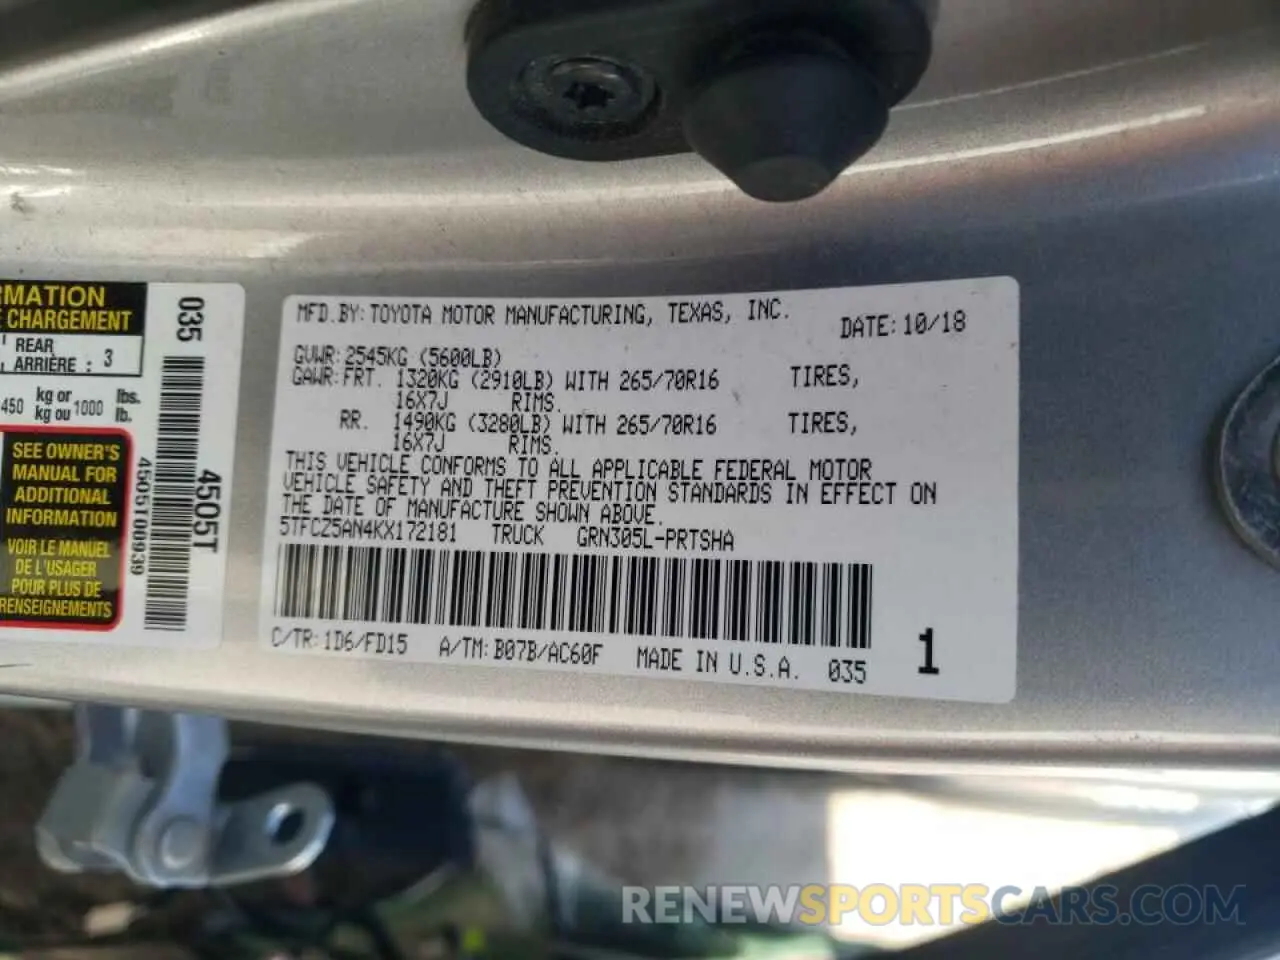 RMATION
E CHARGEMENT
REAR
ARRIÈRE : 3
450 kg or kg ou 1000 lbs. lb.
SEE OWNER'S
MANUAL FOR
ADDITIONAL
INFORMATION
VOIR LE MANUEL
DE L'USAGER
POUR PLUS DE
RENSEIGNEMENTS
035
4505T
4505100939
MFD.BY:TOYOTA MOTOR MANUFACTURING, TEXAS, INC.
DATE:10/18
GVWR:2545KG (5600LB)
GAWR:FRT. 1320KG (2910LB) WITH 265/70R16 TIRES,
16X7J RIMS.
RR. 1490KG (3280LB) WITH 265/70R16 TIRES,
16X7J RIMS.
THIS VEHICLE CONFORMS TO ALL APPLICABLE FEDERAL MOTOR
VEHICLE SAFETY AND THEFT PREVENTION STANDARDS IN EFFECT ON
THE DATE OF MANUFACTURE SHOWN ABOVE.
5TFCZ5AN4KX172181 TRUCK GRN305L-PRTSHA
C/TR:1D6/FD15 A/TM:B07B/AC60F MADE IN U.S.A. 035
1
RENEWSPORTSCARS.COM